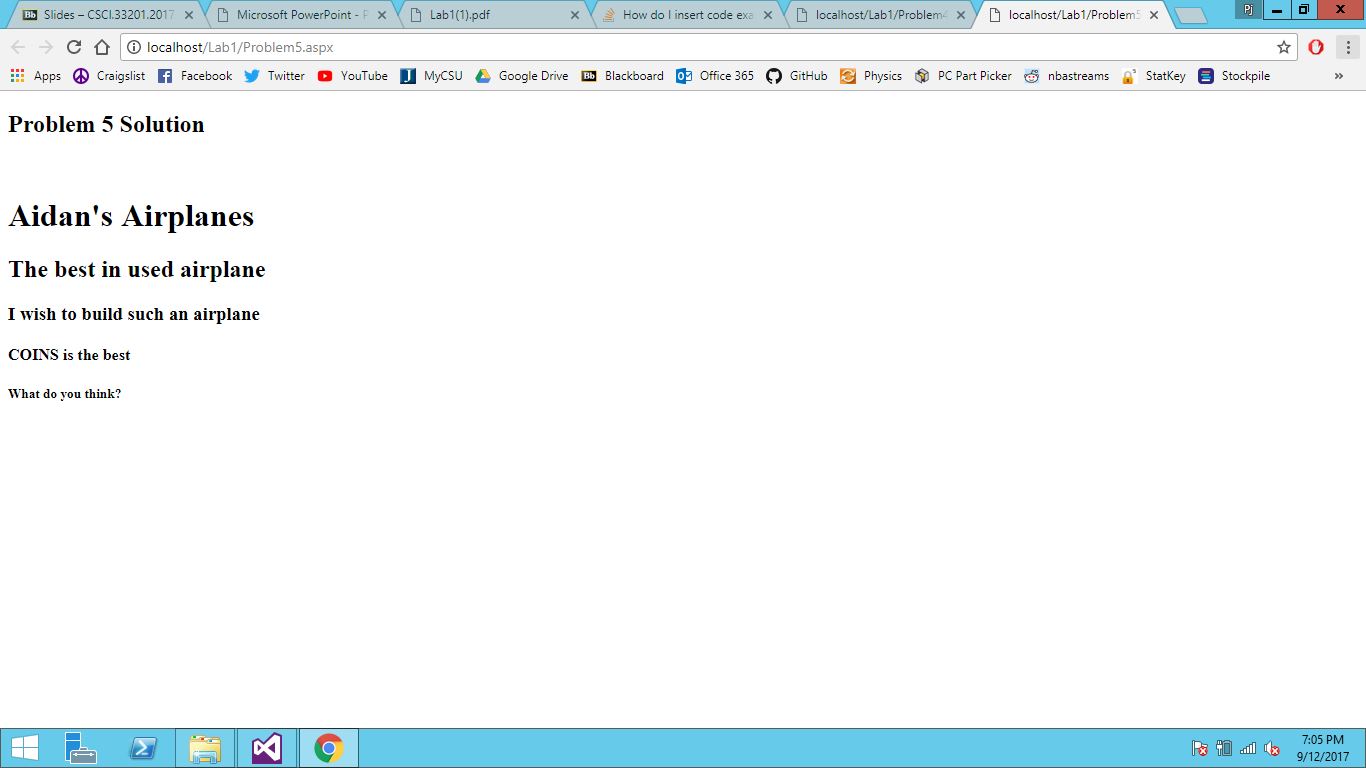 Slides – CSCI.33201.2017
Microsoft PowerPoint - P
Lab1(1).pdf
How do I insert code exa
localhost/Lab1/Problem4
localhost/Lab1/Problem5
PJ
localhost/Lab1/Problem5.aspx
Apps Craigslist Facebook Twitter YouTube MyCSU Google Drive Blackboard Office 365 GitHub Physics PC Part Picker nbastreams StatKey Stockpile »
Problem 5 Solution
Aidan's Airplanes
The best in used airplane
I wish to build such an airplane
COINS is the best
What do you think?
7:05 PM
9/12/2017